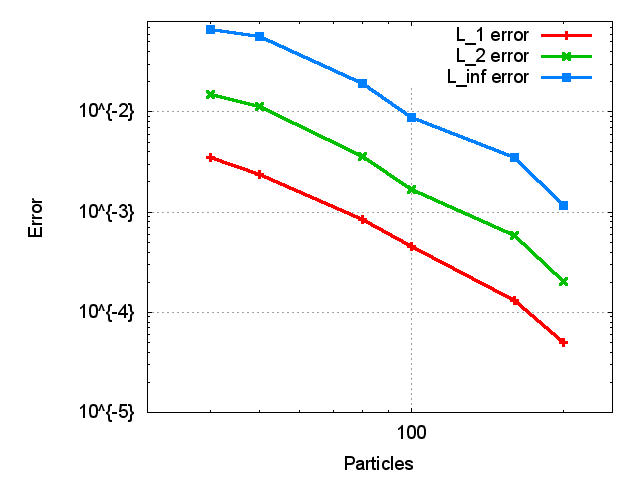 L_1 error
L_2 error
L_inf error
10^{-2}
10^{-3}
10^{-4}
10^{-5}
Error
100
Particles